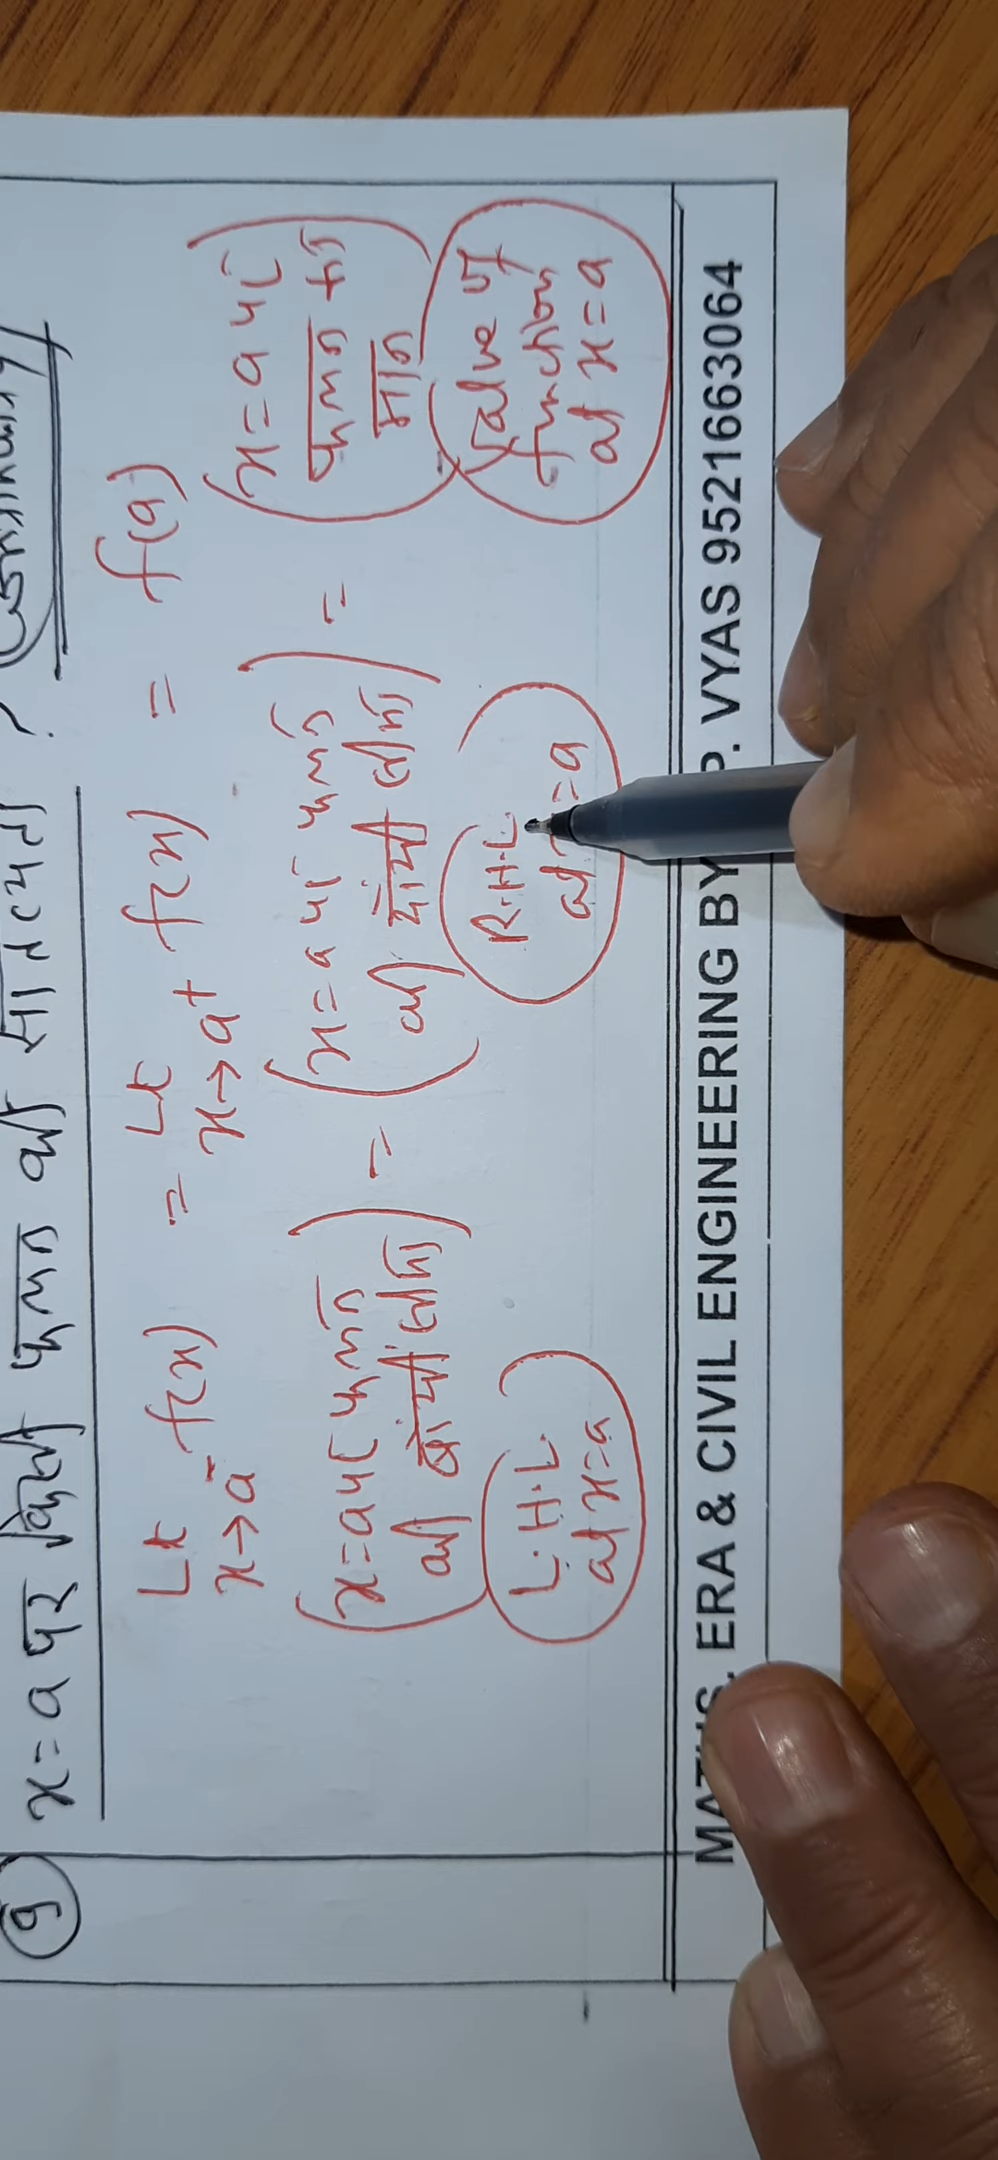 9
x=a पर किसी फलन की सातत्यता ?
Lt f(x) = Lt f(x) = f(a)
x→a⁻ x→a+
(x=a पर फलन की बांयी सीमा) = (x=a पर फलन की दांयी सीमा) = (x=a पर फलन का मान)
L.H.L at x=a
R.H.L at x=a
Value of function at x=a
ERA & CIVIL ENGINEERING BY P. VYAS 9521663064